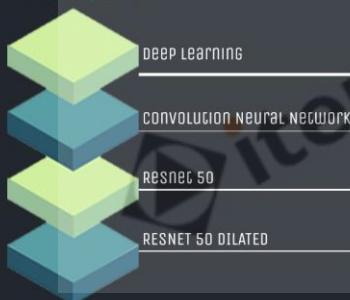 Deep Learning
Convolution Neural Network
Resnet 50
RESNET 50 DILATED